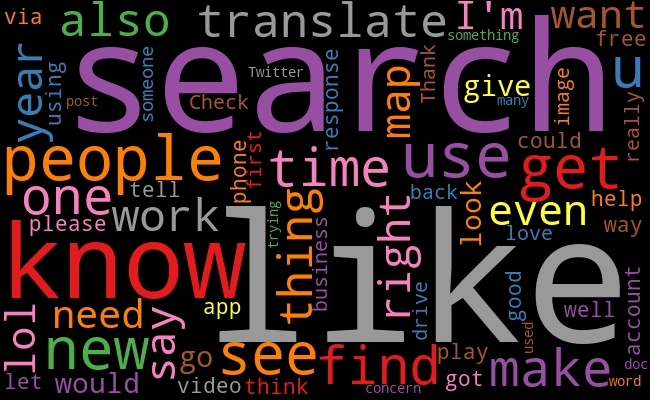 via
also
translate
I'm
want
something
free
search
year
using
someone
Twitter
response
map
Thank
give
many
image
u
really
post
Check
people
phone
first
time
use
could
get
one
tell
back
look
help
please
work
even
way
love
know
like
trying
thing
business
right
drive
good
well
account
app
lol
need
say
new
go
see
find
play
used
make
doc
let
would
video
think
concern
got
word